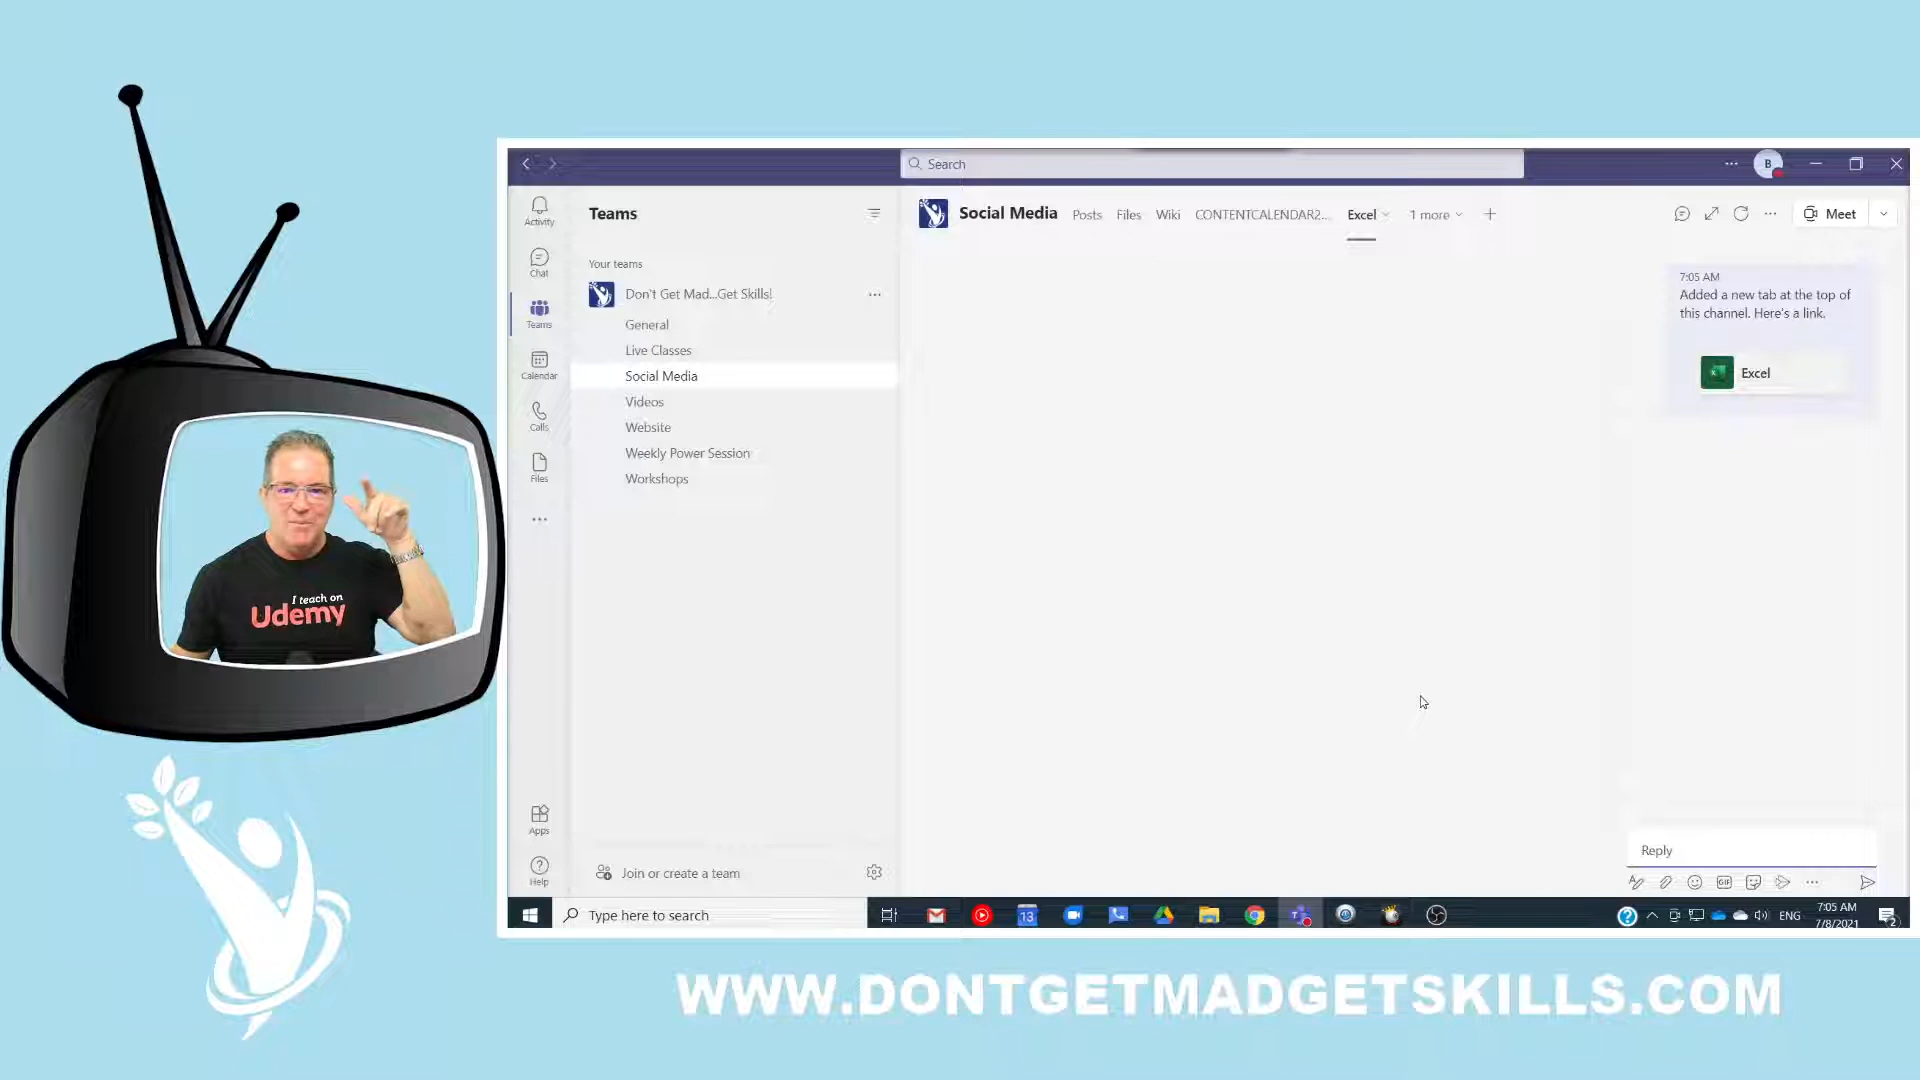 Search
B
Activity
Chat
Teams
Calendar
Calls
Files
Apps
Help
Teams
Your teams
Don't Get Mad...Get Skills!
General
Live Classes
Social Media
Videos
Website
Weekly Power Session
Workshops
Join or create a team
Social Media
Posts
Files
Wiki
CONTENTCALENDAR2...
Excel
1 more
Meet
7:05 AM
Added a new tab at the top of
this channel. Here's a link.
Excel
Reply
GIF
Type here to search
13
ENG
7:05 AM
7/8/2021
2
I teach on
Udemy
WWW.DONTGETMADGETSKILLS.COM